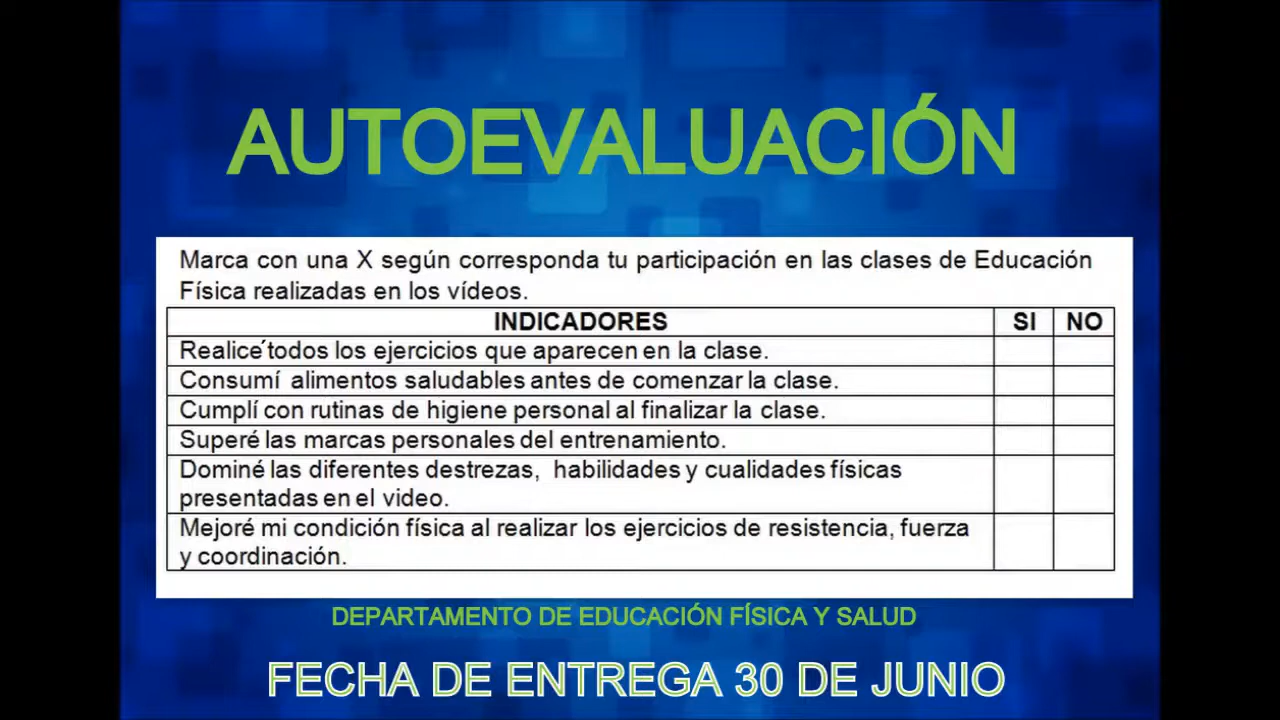 AUTOEVALUACIÓN
Marca con una X según corresponda tu participación en las clases de Educación
Física realizadas en los vídeos.
INDICADORES SI NO
Realice´todos los ejercicios que aparecen en la clase.
Consumí alimentos saludables antes de comenzar la clase.
Cumplí con rutinas de higiene personal al finalizar la clase.
Superé las marcas personales del entrenamiento.
Dominé las diferentes destrezas, habilidades y cualidades físicas
presentadas en el video.
Mejoré mi condición física al realizar los ejercicios de resistencia, fuerza
y coordinación.
DEPARTAMENTO DE EDUCACIÓN FÍSICA Y SALUD
FECHA DE ENTREGA 30 DE JUNIO